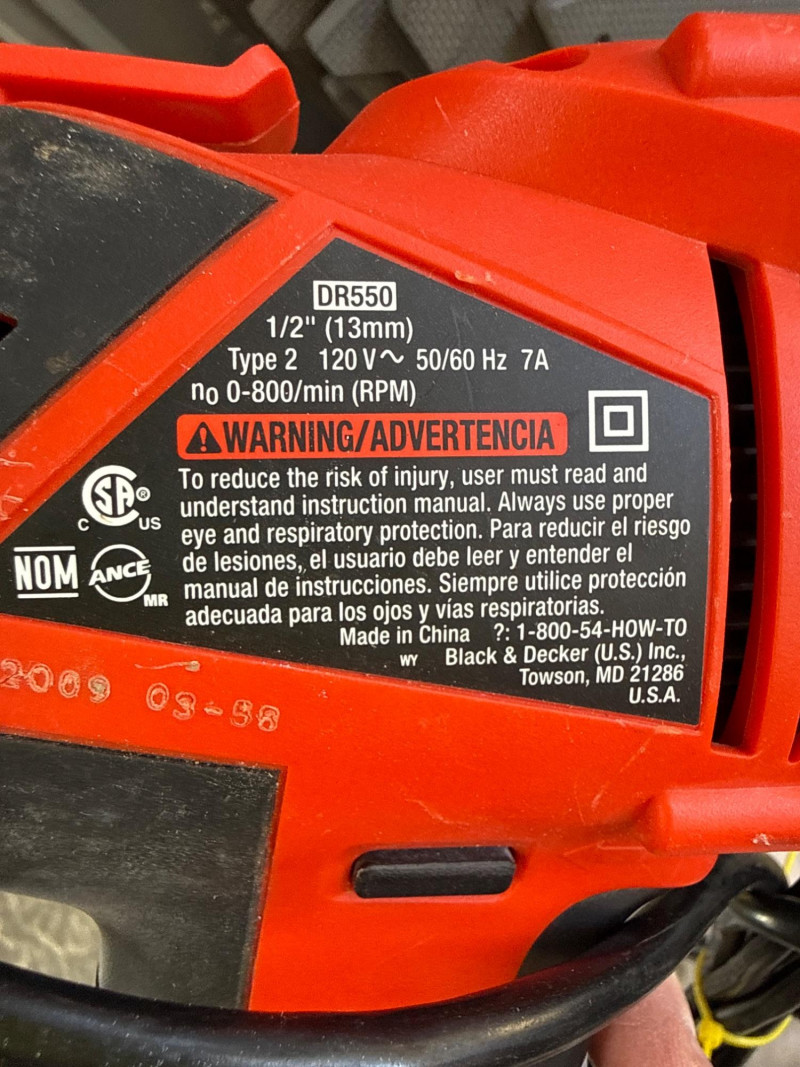 DR550
1/2" (13mm)
Type 2 120 V~ 50/60 Hz 7A
n₀ 0-800/min (RPM)
WARNING/ADVERTENCIA
To reduce the risk of injury, user must read and
understand instruction manual. Always use proper
eye and respiratory protection. Para reducir el riesgo
de lesiones, el usuario debe leer y entender el
manual de instrucciones. Siempre utilice protección
adecuada para los ojos y vías respiratorias.
Made in China ?: 1-800-54-HOW-TO
WY Black & Decker (U.S.) Inc.,
Towson, MD 21286
U.S.A.
SA®
C US
NOM
ANCE
MR
2009 03-38